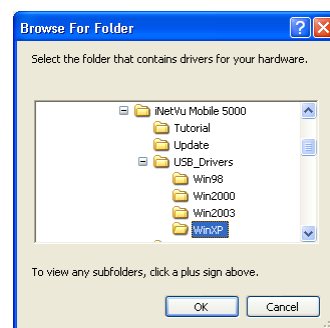 Browse For Folder
Select the folder that contains drivers for your hardware.
iNetVu Mobile 5000
Tutorial
Update
USB_Drivers
Win98
Win2000
Win2003
WinXP
To view any subfolders, click a plus sign above.
OK Cancel